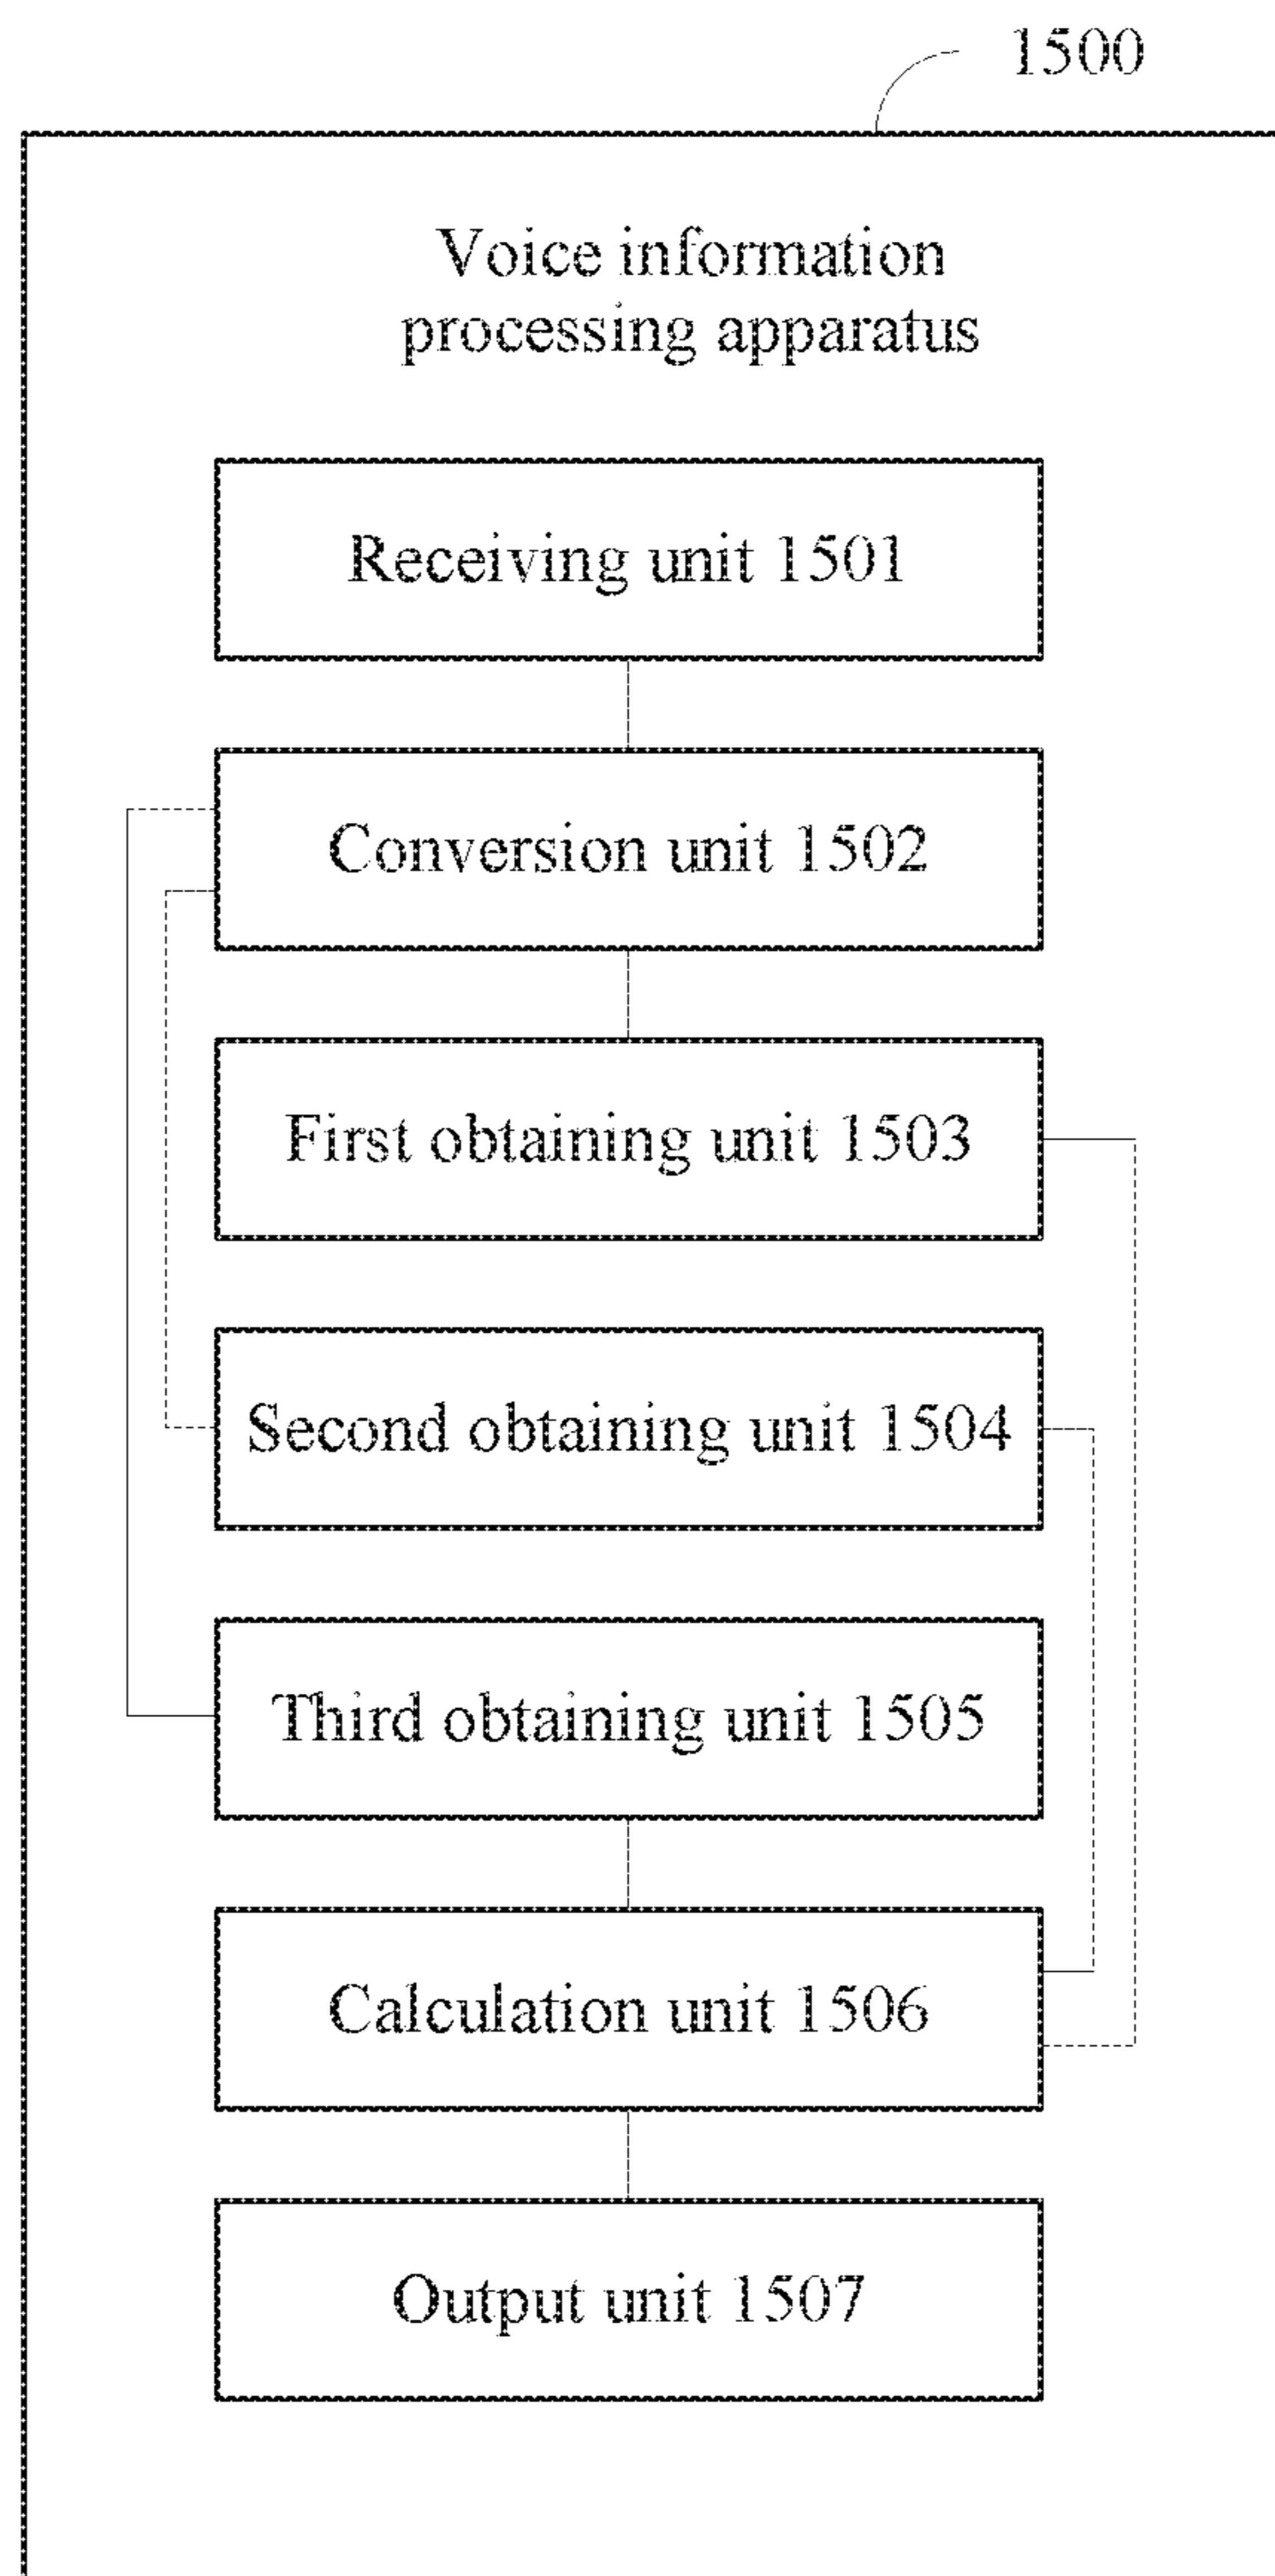 1500
Voice information
processing apparatus
Receiving unit 1501
Conversion unit 1502
First obtaining unit 1503
Second obtaining unit 1504
Third obtaining unit 1505
Calculation unit 1506
Output unit 1507